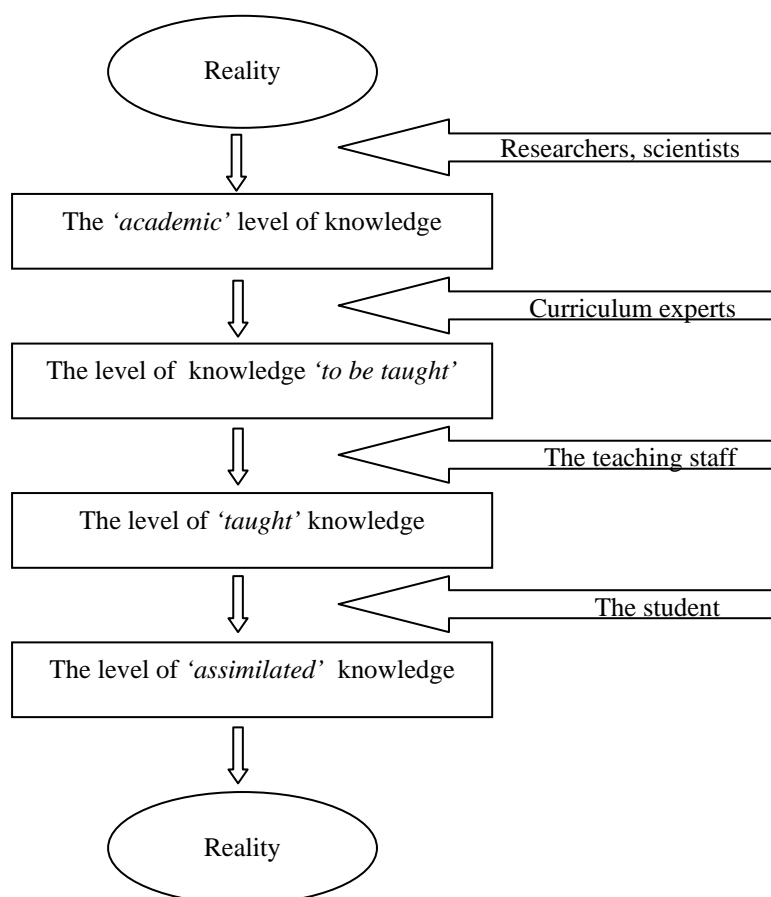 Reality
Researchers, scientists
The ‘academic’ level of knowledge
Curriculum experts
The level of knowledge ‘to be taught’
The teaching staff
The level of ‘taught’ knowledge
The student
The level of ‘assimilated’ knowledge
Reality